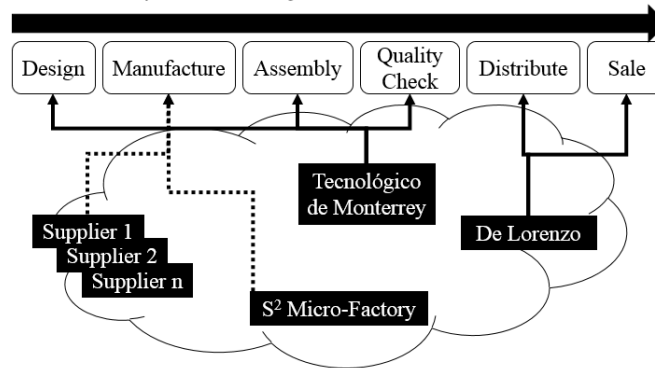 Design
Manufacture
Assembly
Quality
Check
Distribute
Sale
Tecnológico
de Monterrey
Supplier 1
Supplier 2
Supplier n
De Lorenzo
S² Micro-Factory